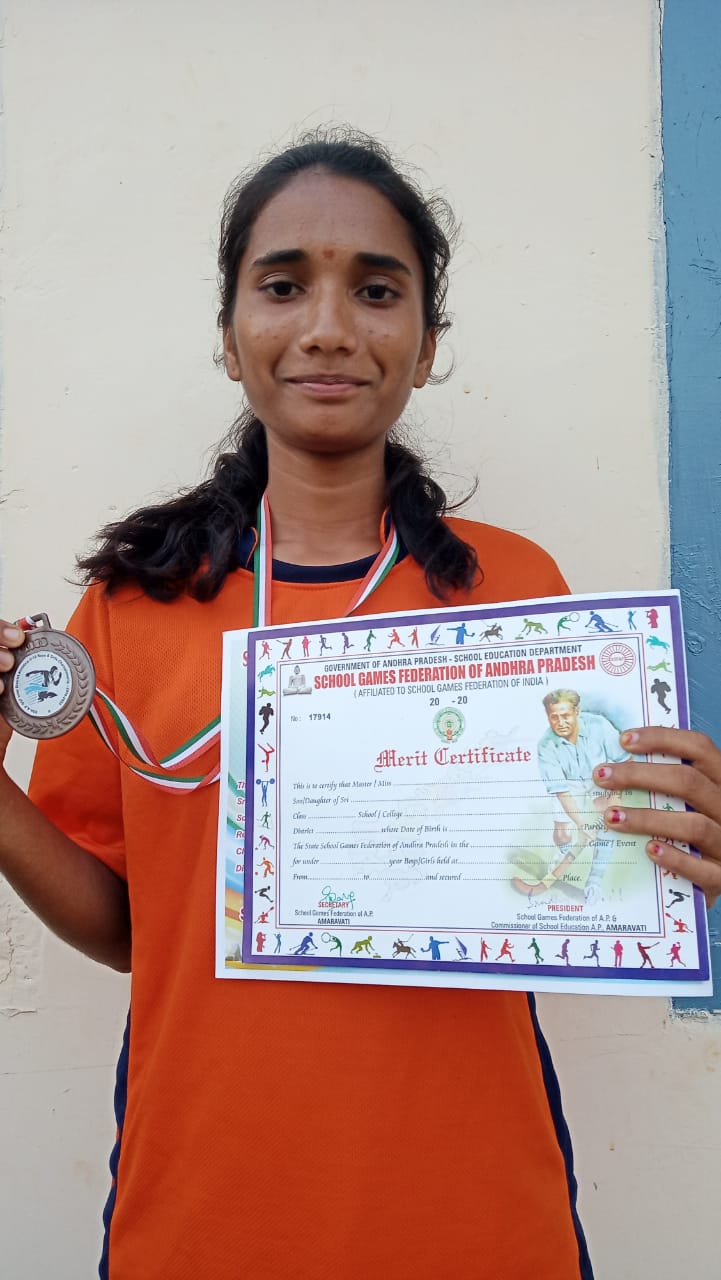 GOVERNMENT OF ANDHRA PRADESH - SCHOOL EDUCATION DEPARTMENT
SCHOOL GAMES FEDERATION OF ANDHRA PRADESH
( AFFILIATED TO SCHOOL GAMES FEDERATION OF INDIA )
20 -20
No : 17914
Merit Certificate
This is to certify that Master / Miss studying in
Son/Daughter of Sri
Class School / College
District whose Date of Birth is
The State School Games Federation of Andhra Pradesh in the Game / Event
for under year Boys/Girls held at
From to and secured Place.
SECRETARY
School Games Federation of A.P.
AMARAVATI
PRESIDENT
School Games Federation of A.P. &
Commissioner of School Education A.P., AMARAVATI